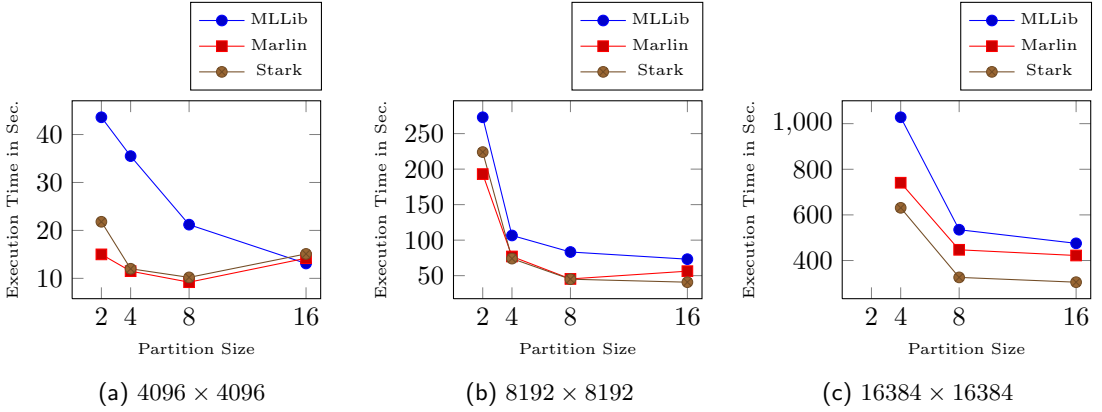 MLLib
Marlin
Stark
Execution Time in Sec.
40
30
20
10
2 4 8 16
Partition Size
(a) 4096 × 4096
MLLib
Marlin
Stark
Execution Time in Sec.
250
200
150
100
50
2 4 8 16
Partition Size
(b) 8192 × 8192
MLLib
Marlin
Stark
Execution Time in Sec.
1,000
800
600
400
2 4 8 16
Partition Size
(c) 16384 × 16384